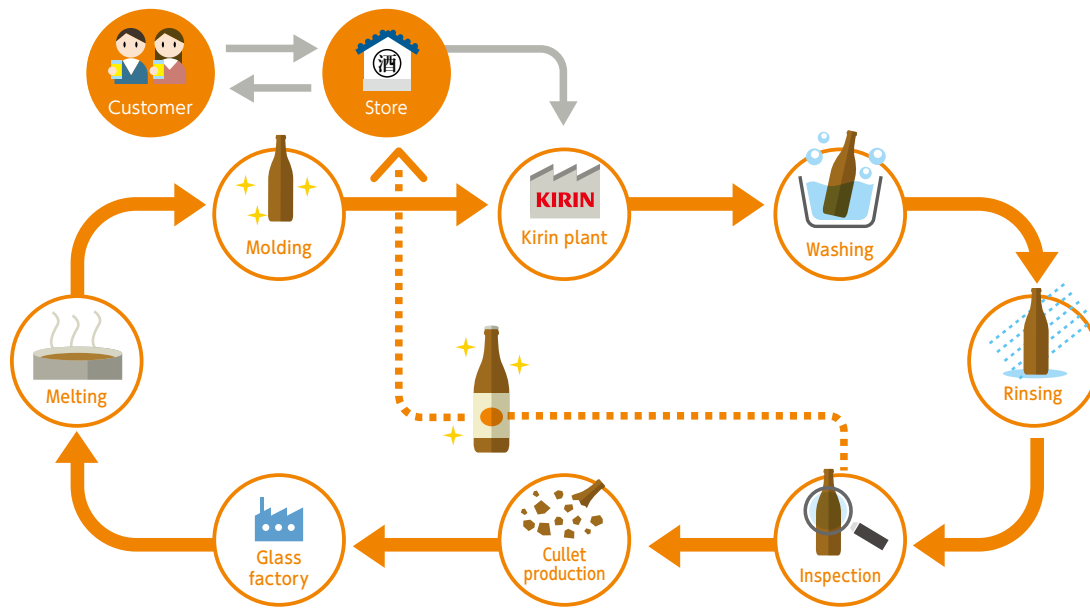 酒
Customer
Store
KIRIN
Molding
Kirin plant
Washing
Melting
Rinsing
Glass
factory
Cullet
production
Inspection